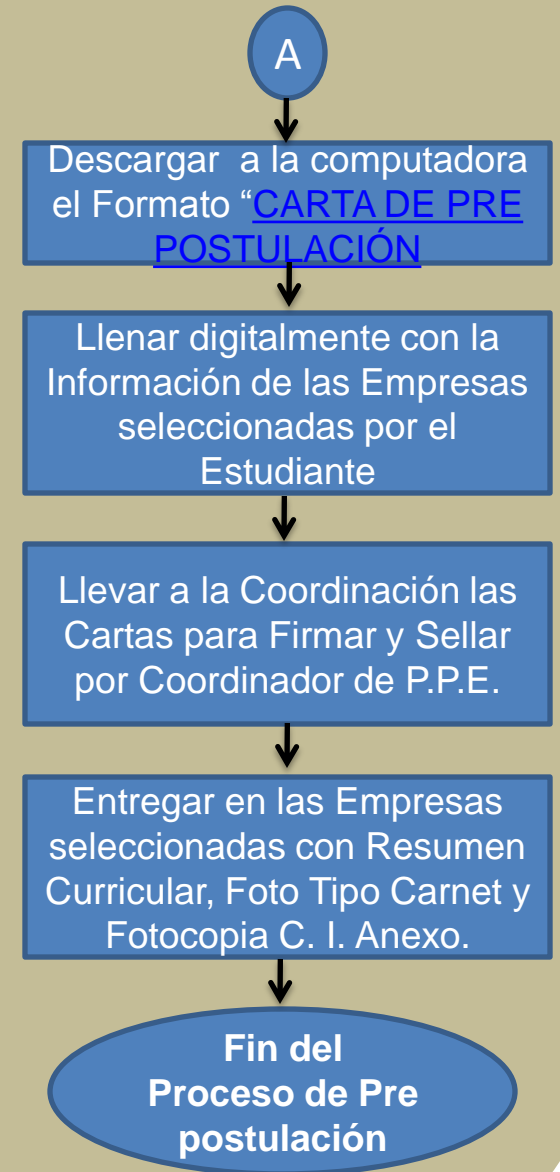 A
Descargar a la computadora
el Formato “CARTA DE PRE
POSTULACIÓN
Llenar digitalmente con la
Información de las Empresas
seleccionadas por el
Estudiante
Llevar a la Coordinación las
Cartas para Firmar y Sellar
por Coordinador de P.P.E.
Entregar en las Empresas
seleccionadas con Resumen
Curricular, Foto Tipo Carnet y
Fotocopia C. I. Anexo.
Fin del
Proceso de Pre
postulación